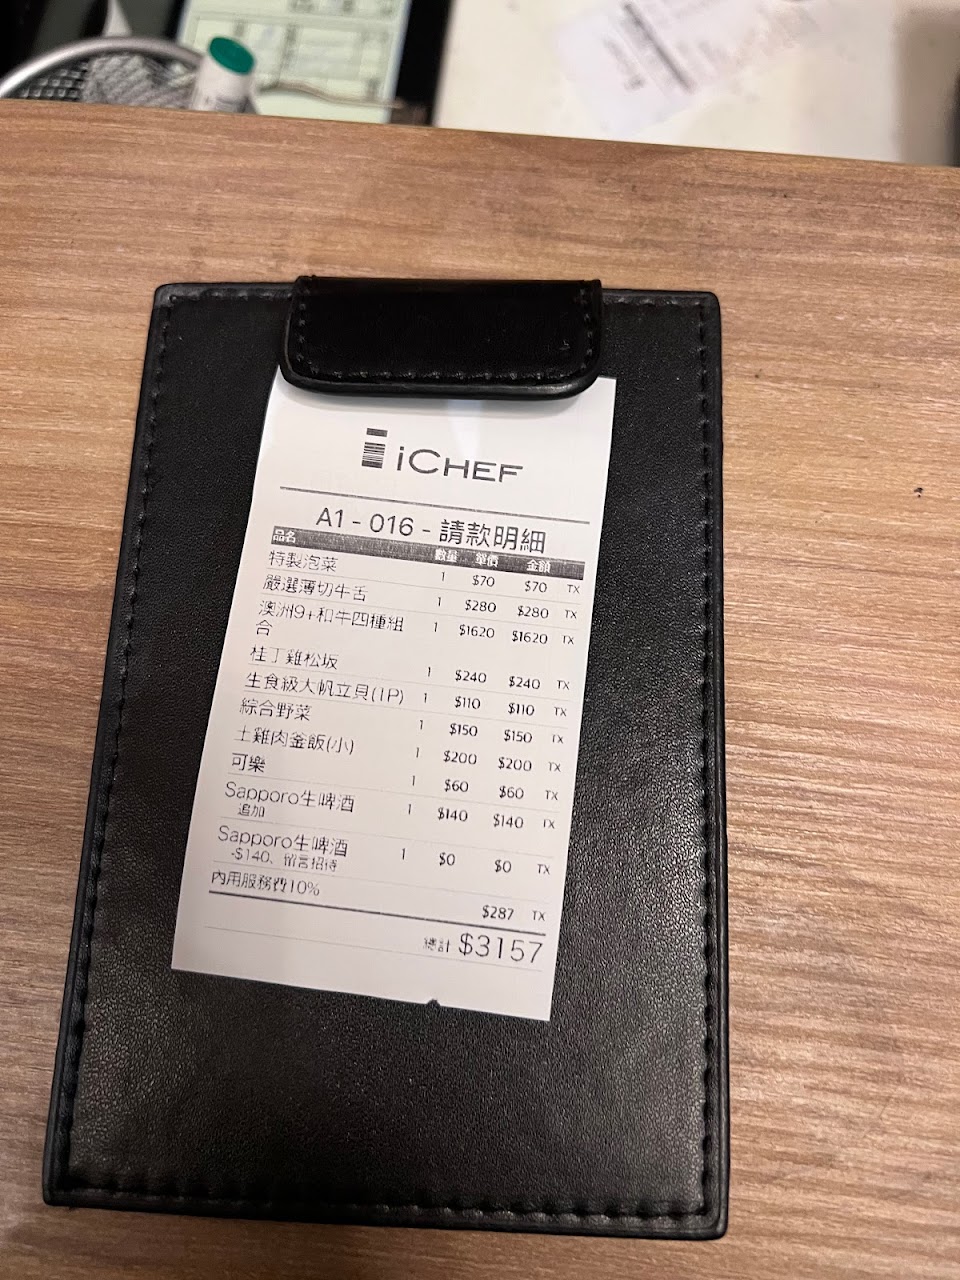 iCHEF
A1 - 016 - 請款明細
品名 數量 單價 金額
特製泡菜 1 $70 $70 TX
嚴選薄切牛舌 1 $280 $280 TX
澳洲9+和牛四種組 1 $1620 $1620 TX
合
桂丁雞松坂 1 $240 $240 TX
生食級大帆立貝(1P) 1 $110 $110 TX
綜合野菜 1 $150 $150 TX
土雞肉釜飯(小) 1 $200 $200 TX
可樂 1 $60 $60 TX
Sapporo生啤酒 1 $140 $140 TX
追加
Sapporo生啤酒 1 $0 $0 TX
-$140、留言招待
內用服務費10% $287 TX
總計 $3157